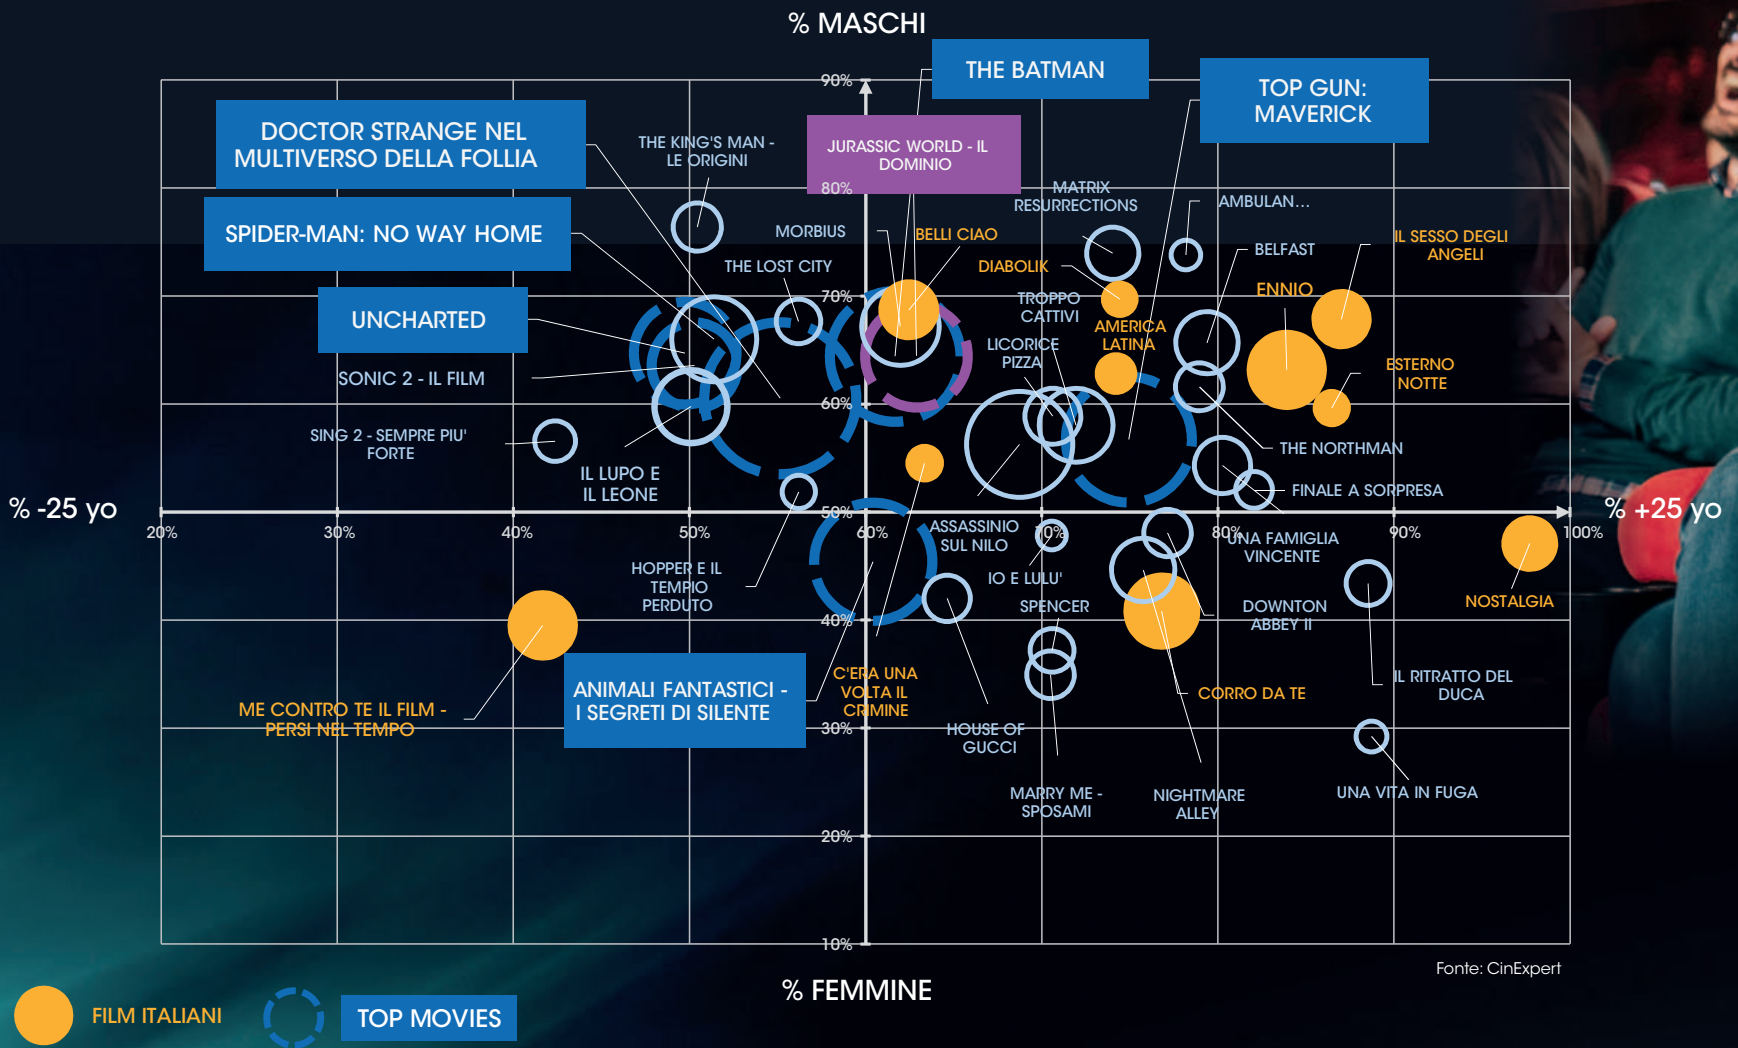 % MASCHI
THE BATMAN
TOP GUN:
MAVERICK
90%
DOCTOR STRANGE NEL
MULTIVERSO DELLA FOLLIA
THE KING'S MAN -
LE ORIGINI
JURASSIC WORLD - IL
DOMINIO
80%
MATRIX
RESURRECTIONS
AMBULAN...
SPIDER-MAN: NO WAY HOME
MORBIUS
BELLI CIAO
IL SESSO DEGLI
ANGELI
BELFAST
THE LOST CITY
DIABOLIK
ENNIO
70%
TROPPO
CATTIVI
UNCHARTED
AMERICA
LATINA
LICORICE
PIZZA
ESTERNO
NOTTE
SONIC 2 - IL FILM
60%
SING 2 - SEMPRE PIU'
FORTE
THE NORTHMAN
IL LUPO E
IL LEONE
FINALE A SORPRESA
% -25 yo
50%
% +25 yo
20%
30%
40%
50%
60%
70%
80%
90%
100%
ASSASSINIO
SUL NILO
UNA FAMIGLIA
VINCENTE
HOPPER E IL
TEMPIO
PERDUTO
IO E LULU'
SPENCER
DOWNTON
ABBEY II
NOSTALGIA
40%
ANIMALI FANTASTICI -
I SEGRETI DI SILENTE
C'ERA UNA
VOLTA IL
CRIMINE
CORRO DA TE
IL RITRATTO DEL
DUCA
ME CONTRO TE IL FILM -
PERSI NEL TEMPO
30%
HOUSE OF
GUCCI
MARRY ME -
SPOSAMI
NIGHTMARE
ALLEY
UNA VITA IN FUGA
20%
10%
Fonte: CinExpert
% FEMMINE
FILM ITALIANI
TOP MOVIES